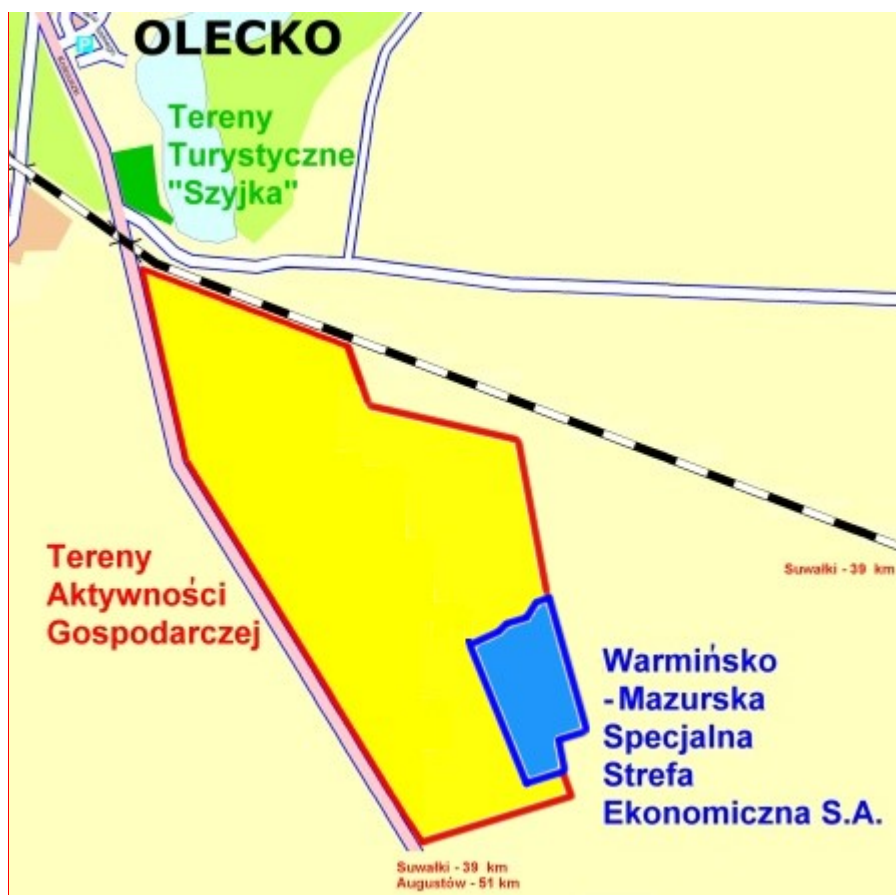 OLECKO
P
Tereny
Turystyczne
"Szyjka"
Suwałki - 39 km
Tereny
Aktywności
Gospodarczej
Warmińsko
-Mazurska
Specjalna
Strefa
Ekonomiczna S.A.
Suwałki - 39 km
Augustów - 51 km